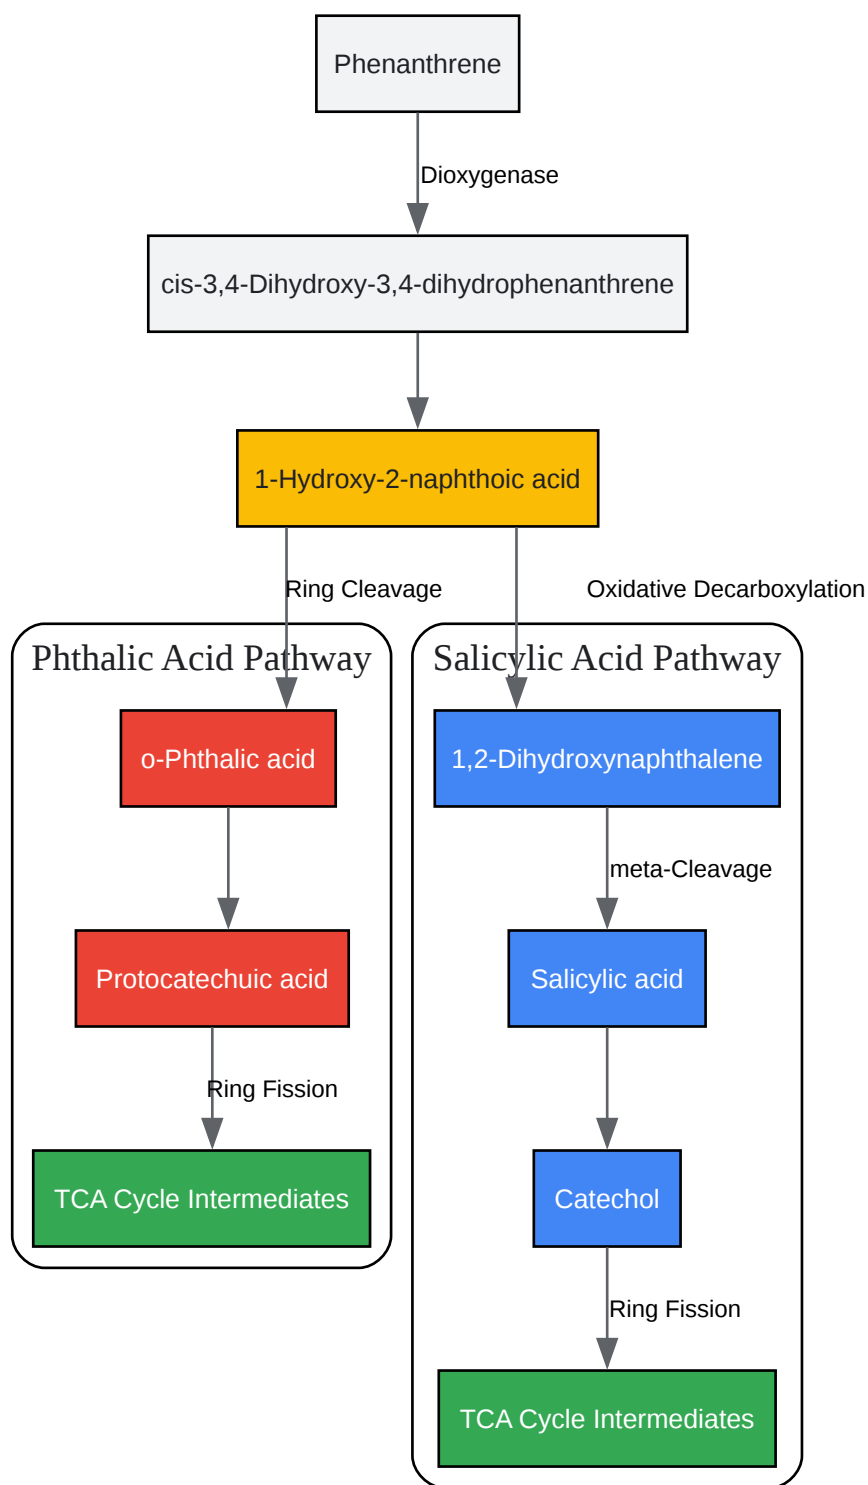 Phenanthrene
Dioxygenase
cis-3,4-Dihydroxy-3,4-dihydrophenanthrene
1-Hydroxy-2-naphthoic acid
Ring Cleavage
Oxidative Decarboxylation
Phthalic Acid Pathway
Salicylic Acid Pathway
o-Phthalic acid
1,2-Dihydroxynaphthalene
meta-Cleavage
Protocatechuic acid
Salicylic acid
Ring Fission
TCA Cycle Intermediates
Catechol
Ring Fission
TCA Cycle Intermediates